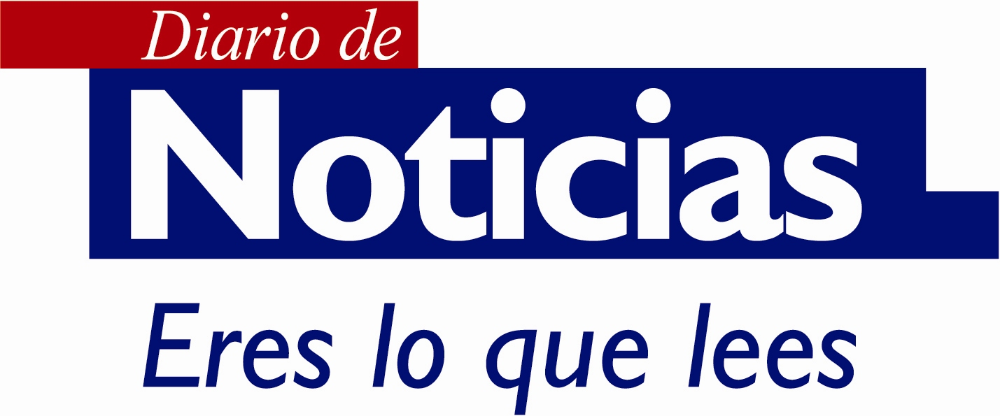 Diario de
Noticias
Eres lo que lees